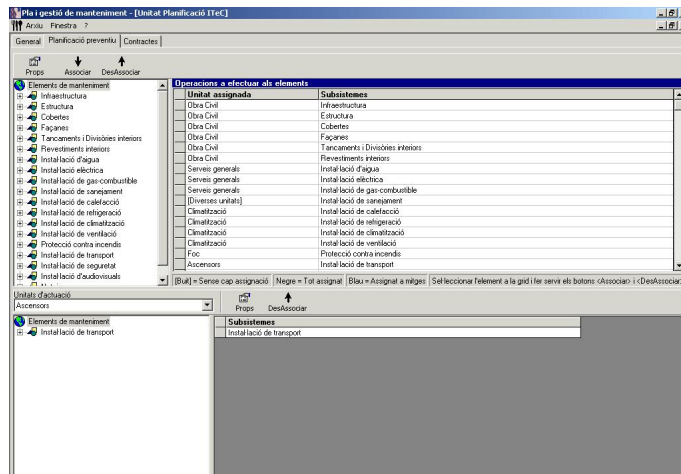 Pla i gestió de manteniment - [Unitat Planificació ITeC]
Arxiu Finestra ?
General Planificació preventiu Contractes
Props Associar DesAssociar
Elements de manteniment
Infraestructura
Estructura
Cobertes
Façanes
Tancaments i Divisòries interiors
Revestiments interiors
Instal·lació d'aigua
Instal·lació elèctrica
Instal·lació de gas-combustible
Instal·lació de sanejament
Instal·lació de calefacció
Instal·lació de refrigeració
Instal·lació de climatització
Instal·lació de ventilació
Protecció contra incendis
Instal·lació de transport
Instal·lació de seguretat
Instal·lació d'audiovisuals
Operacions a efectuar als elements
Unitat assignada Subsistemes
Obra Civil Infraestructura
Obra Civil Estructura
Obra Civil Cobertes
Obra Civil Façanes
Obra Civil Tancaments i Divisòries interiors
Obra Civil Revestiments interiors
Serveis generals Instal·lació d'aigua
Serveis generals Instal·lació elèctrica
Serveis generals Instal·lació de gas-combustible
[Diverses unitats] Instal·lació de sanejament
Climatització Instal·lació de calefacció
Climatització Instal·lació de refrigeració
Climatització Instal·lació de climatització
Climatització Instal·lació de ventilació
Foc Protecció contra incendis
Ascensors Instal·lació de transport
[Buit] = Sense cap assignació Negre = Tot assignat Blau = Assignat a mitges Sel·leccionar l'element a la grid i fer servir els botons <Associar> i <DesAssociar>
Unitats d'actuació
Ascensors
Props DesAssociar
Elements de manteniment
Instal·lació de transport
Subsistemes
Instal·lació de transport